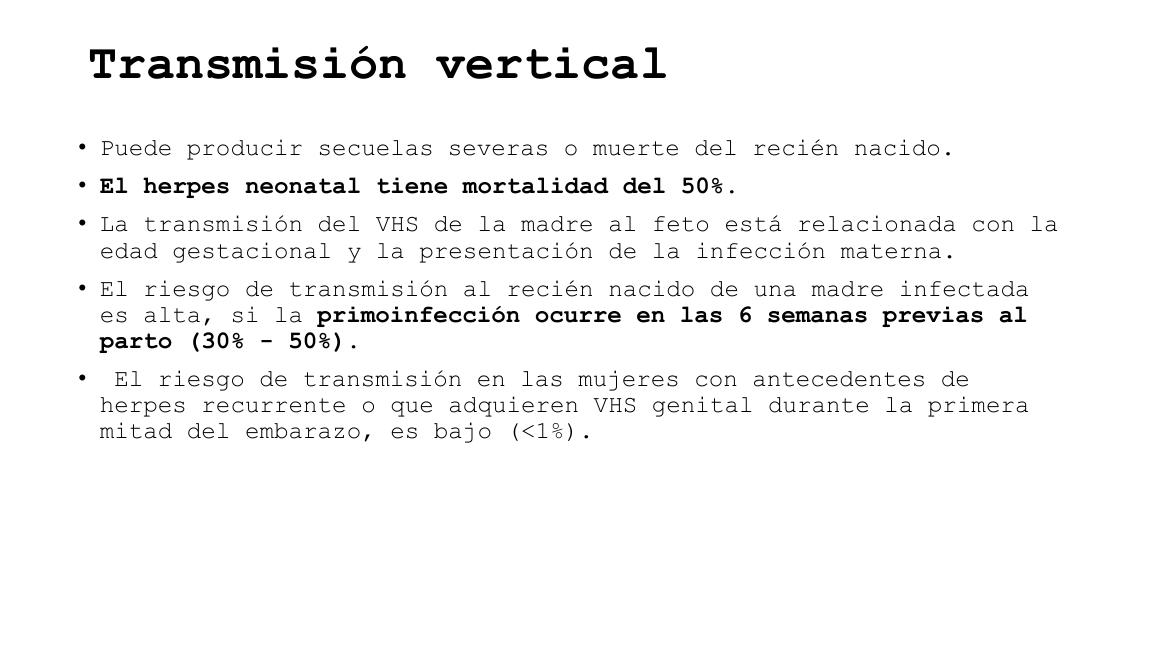 Transmisión vertical
• Puede producir secuelas severas o muerte del recién nacido.
• El herpes neonatal tiene mortalidad del 50%.
• La transmisión del VHS de la madre al feto está relacionada con la
edad gestacional y la presentación de la infección materna.
• El riesgo de transmisión al recién nacido de una madre infectada
es alta, si la primoinfección ocurre en las 6 semanas previas al
parto (30% - 50%).
• El riesgo de transmisión en las mujeres con antecedentes de
herpes recurrente o que adquieren VHS genital durante la primera
mitad del embarazo, es bajo (<1%).